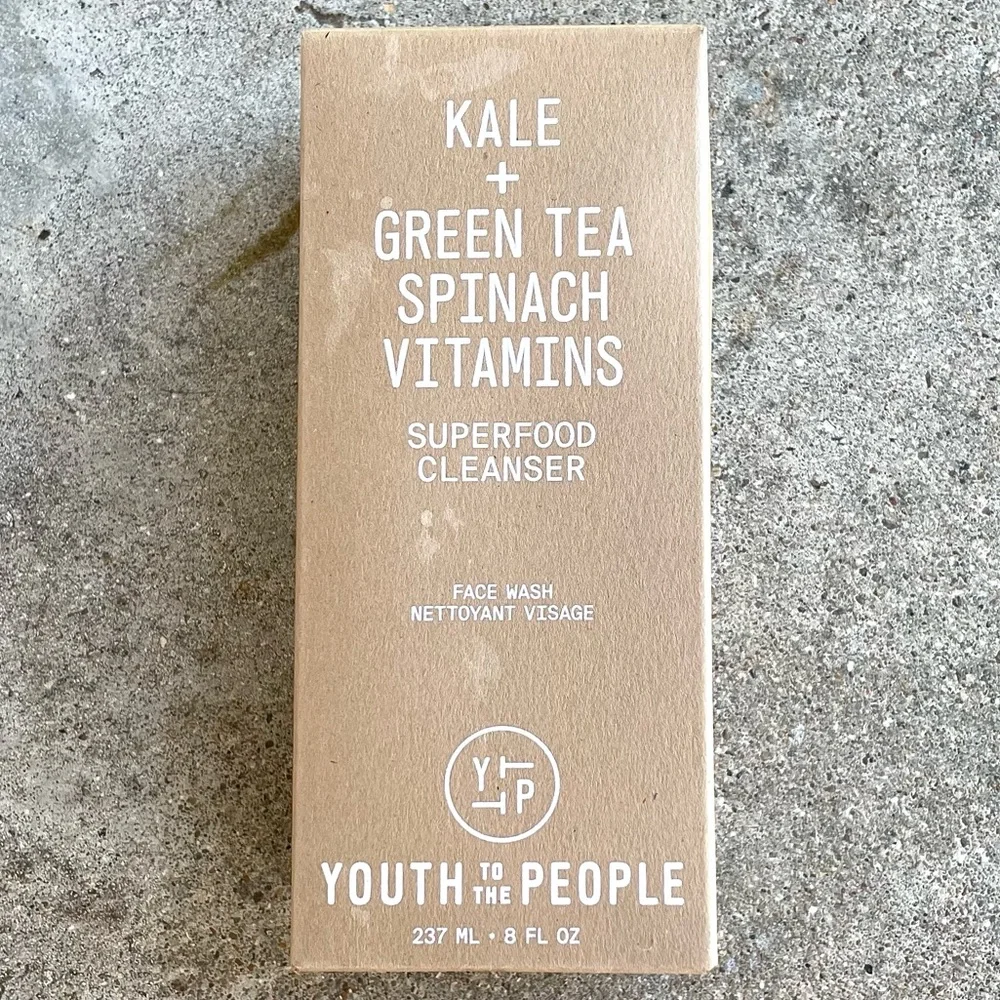 KALE
+
GREEN TEA
SPINACH
VITAMINS
SUPERFOOD
CLEANSER
FACE WASH
NETTOYANT VISAGE
YTTP
YOUTH TO THE PEOPLE
237 ML • 8 FL OZ